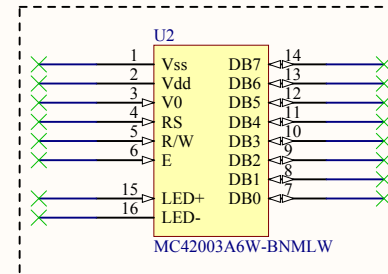 U2
1 Vss DB7 14
2 Vdd DB6 13
3 V0 DB5 12
4 RS DB4 11
5 R/W DB3 10
6 E DB2 9
DB1 8
15 LED+ DB0 7
16 LED-
MC42003A6W-BNMLW